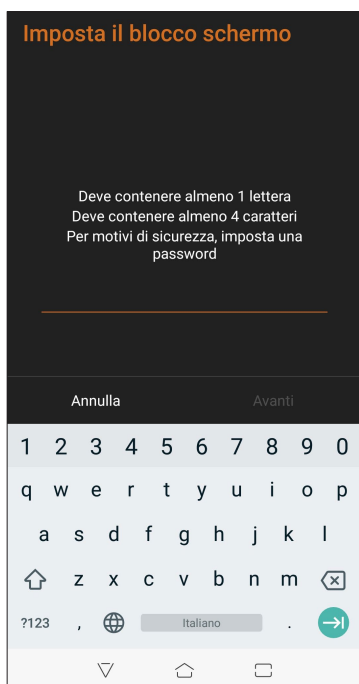 Imposta il blocco schermo
Deve contenere almeno 1 lettera
Deve contenere almeno 4 caratteri
Per motivi di sicurezza, imposta una
password
Annulla Avanti
1 2 3 4 5 6 7 8 9 0
q w e r t y u i o p
a s d f g h j k l
z x c v b n m
?123 , Italiano .